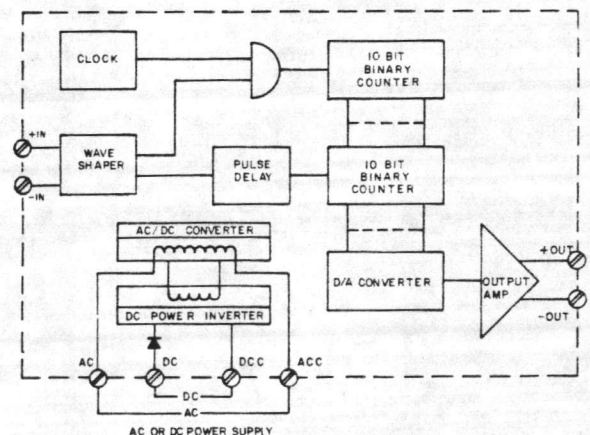 CLOCK
10 BIT
BINARY
COUNTER
+IN
-IN
WAVE
SHAPER
PULSE
DELAY
10 BIT
BINARY
COUNTER
AC/DC CONVERTER
DC POWER INVERTER
D/A CONVERTER
OUTPUT
AMP
+OUT
-OUT
AC
DC
DCC
ACC
DC
AC
AC OR DC POWER SUPPLY